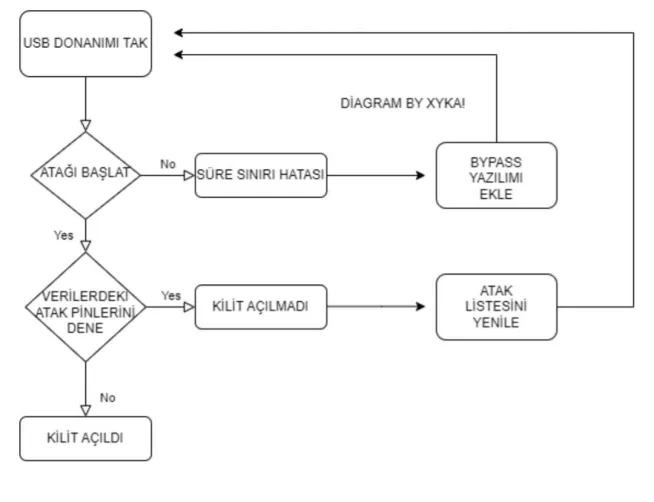 USB DONANIMI TAK
DİAGRAM BY XYKA!
ATAĞI BAŞLAT
No
SÜRE SINIRI HATASI
BYPASS
YAZILIMI
EKLE
Yes
VERİLERDEKİ
ATAK PİNLERİNİ
DENE
Yes
KİLİT AÇILMADI
ATAK
LİSTESİNİ
YENİLE
No
KİLİT AÇILDI